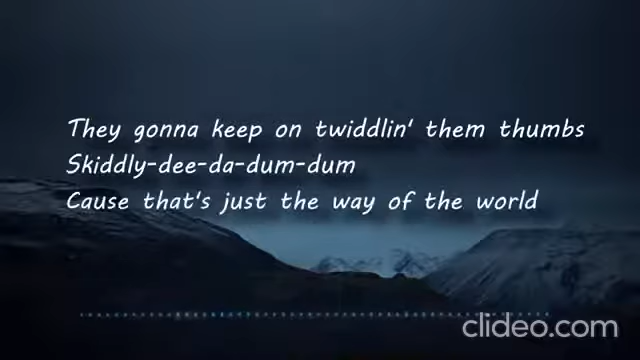 They gonna keep on twiddlin' them thumbs
Skiddly-dee-da-dum-dum
Cause that's just the way of the world
clideo.com